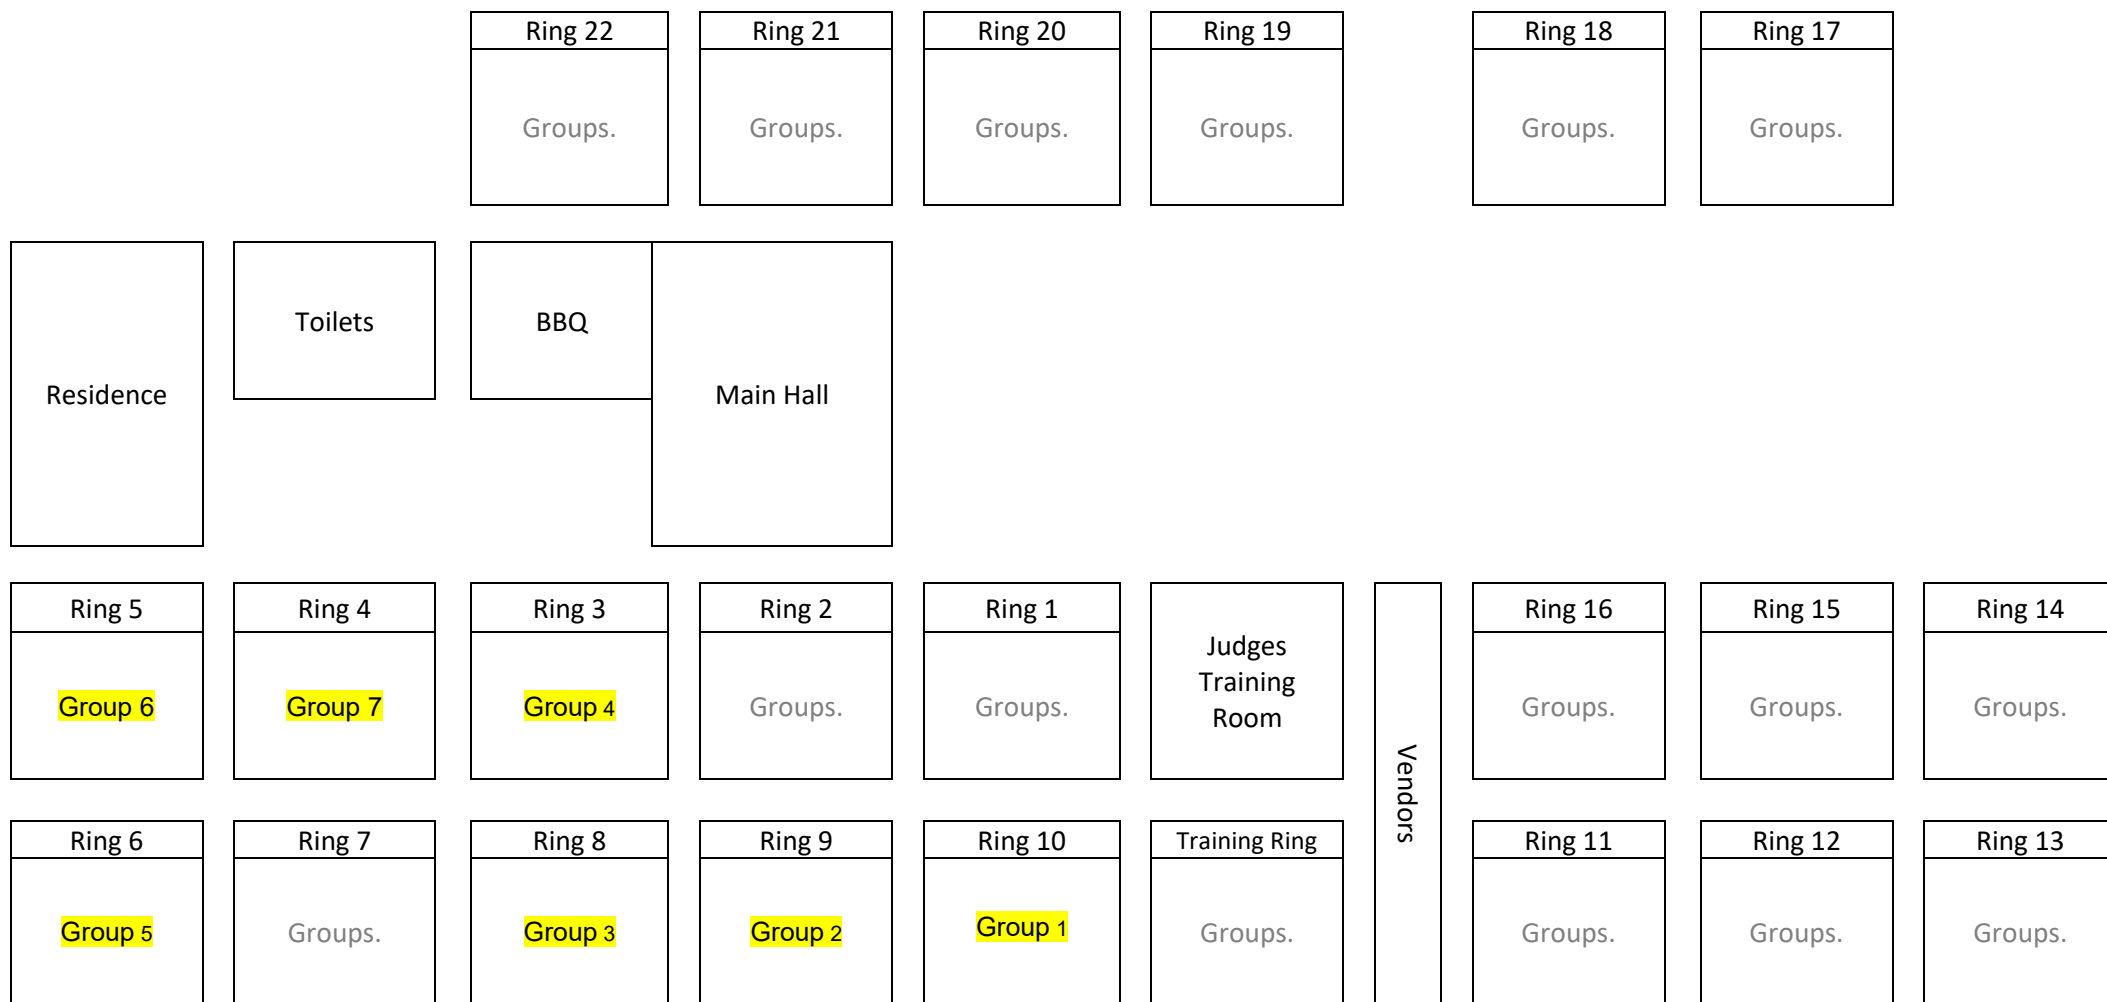 Ring 22
Ring 21
Ring 20
Ring 19
Ring 18
Ring 17
Groups.
Groups.
Groups.
Groups.
Groups.
Groups.
Residence
Toilets
BBQ
Main Hall
Ring 5
Ring 4
Ring 3
Ring 2
Ring 1
Judges
Training
Room
Vendors
Ring 16
Ring 15
Ring 14
Group 6
Group 7
Group 4
Groups.
Groups.
Groups.
Groups.
Groups.
Ring 6
Ring 7
Ring 8
Ring 9
Ring 10
Training Ring
Ring 11
Ring 12
Ring 13
Group 5
Groups.
Group 3
Group 2
Group 1
Groups.
Groups.
Groups.
Groups.